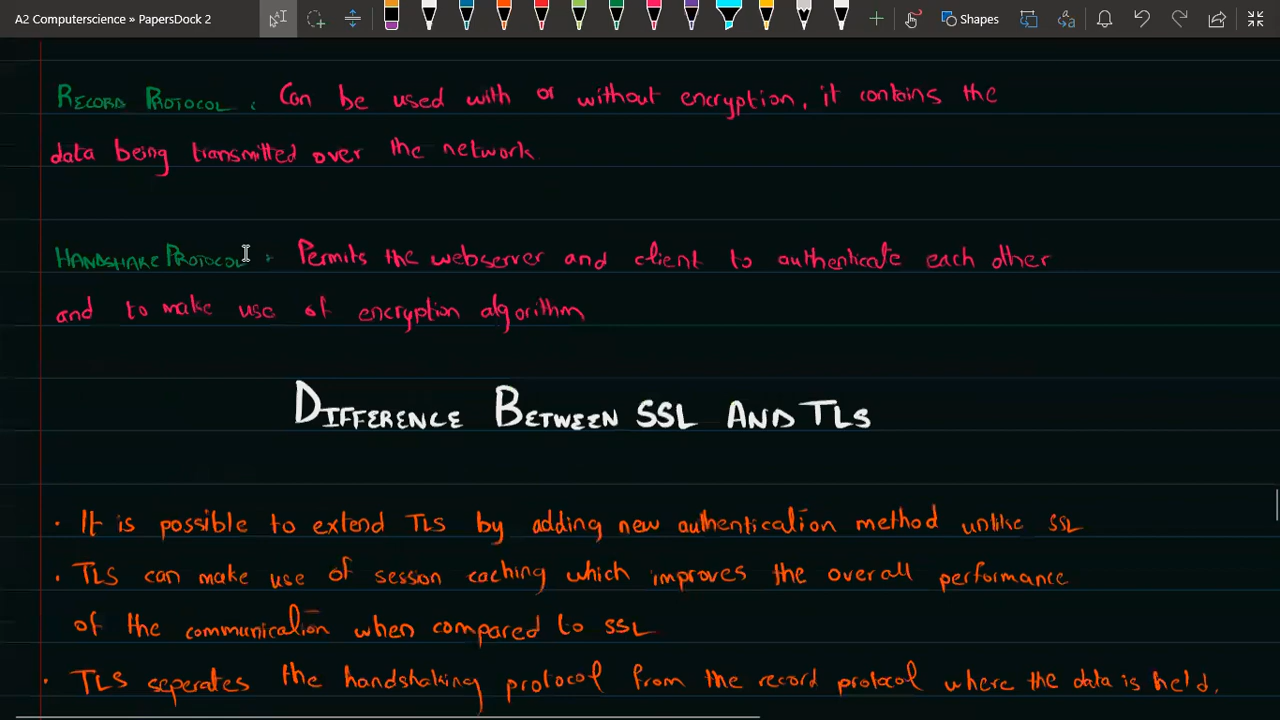 A2 Computerscience » PapersDock 2
Shapes
RECORD PROTOCOL : Can be used with or without encryption, it contains the
data being transmitted over the network
HANDSHAKE PROTOCOL : Permits the webserver and client to authenticate each other
and to make use of encryption algorithm
DIFFERENCE BETWEEN SSL AND TLS
· It is possible to extend TLS by adding new authentication method unlike SSL
· TLS can make use of session caching which improves the overall performance
of the communication when compared to SSL
· TLS seperates the handshaking protocol from the record protocol where the data is held.